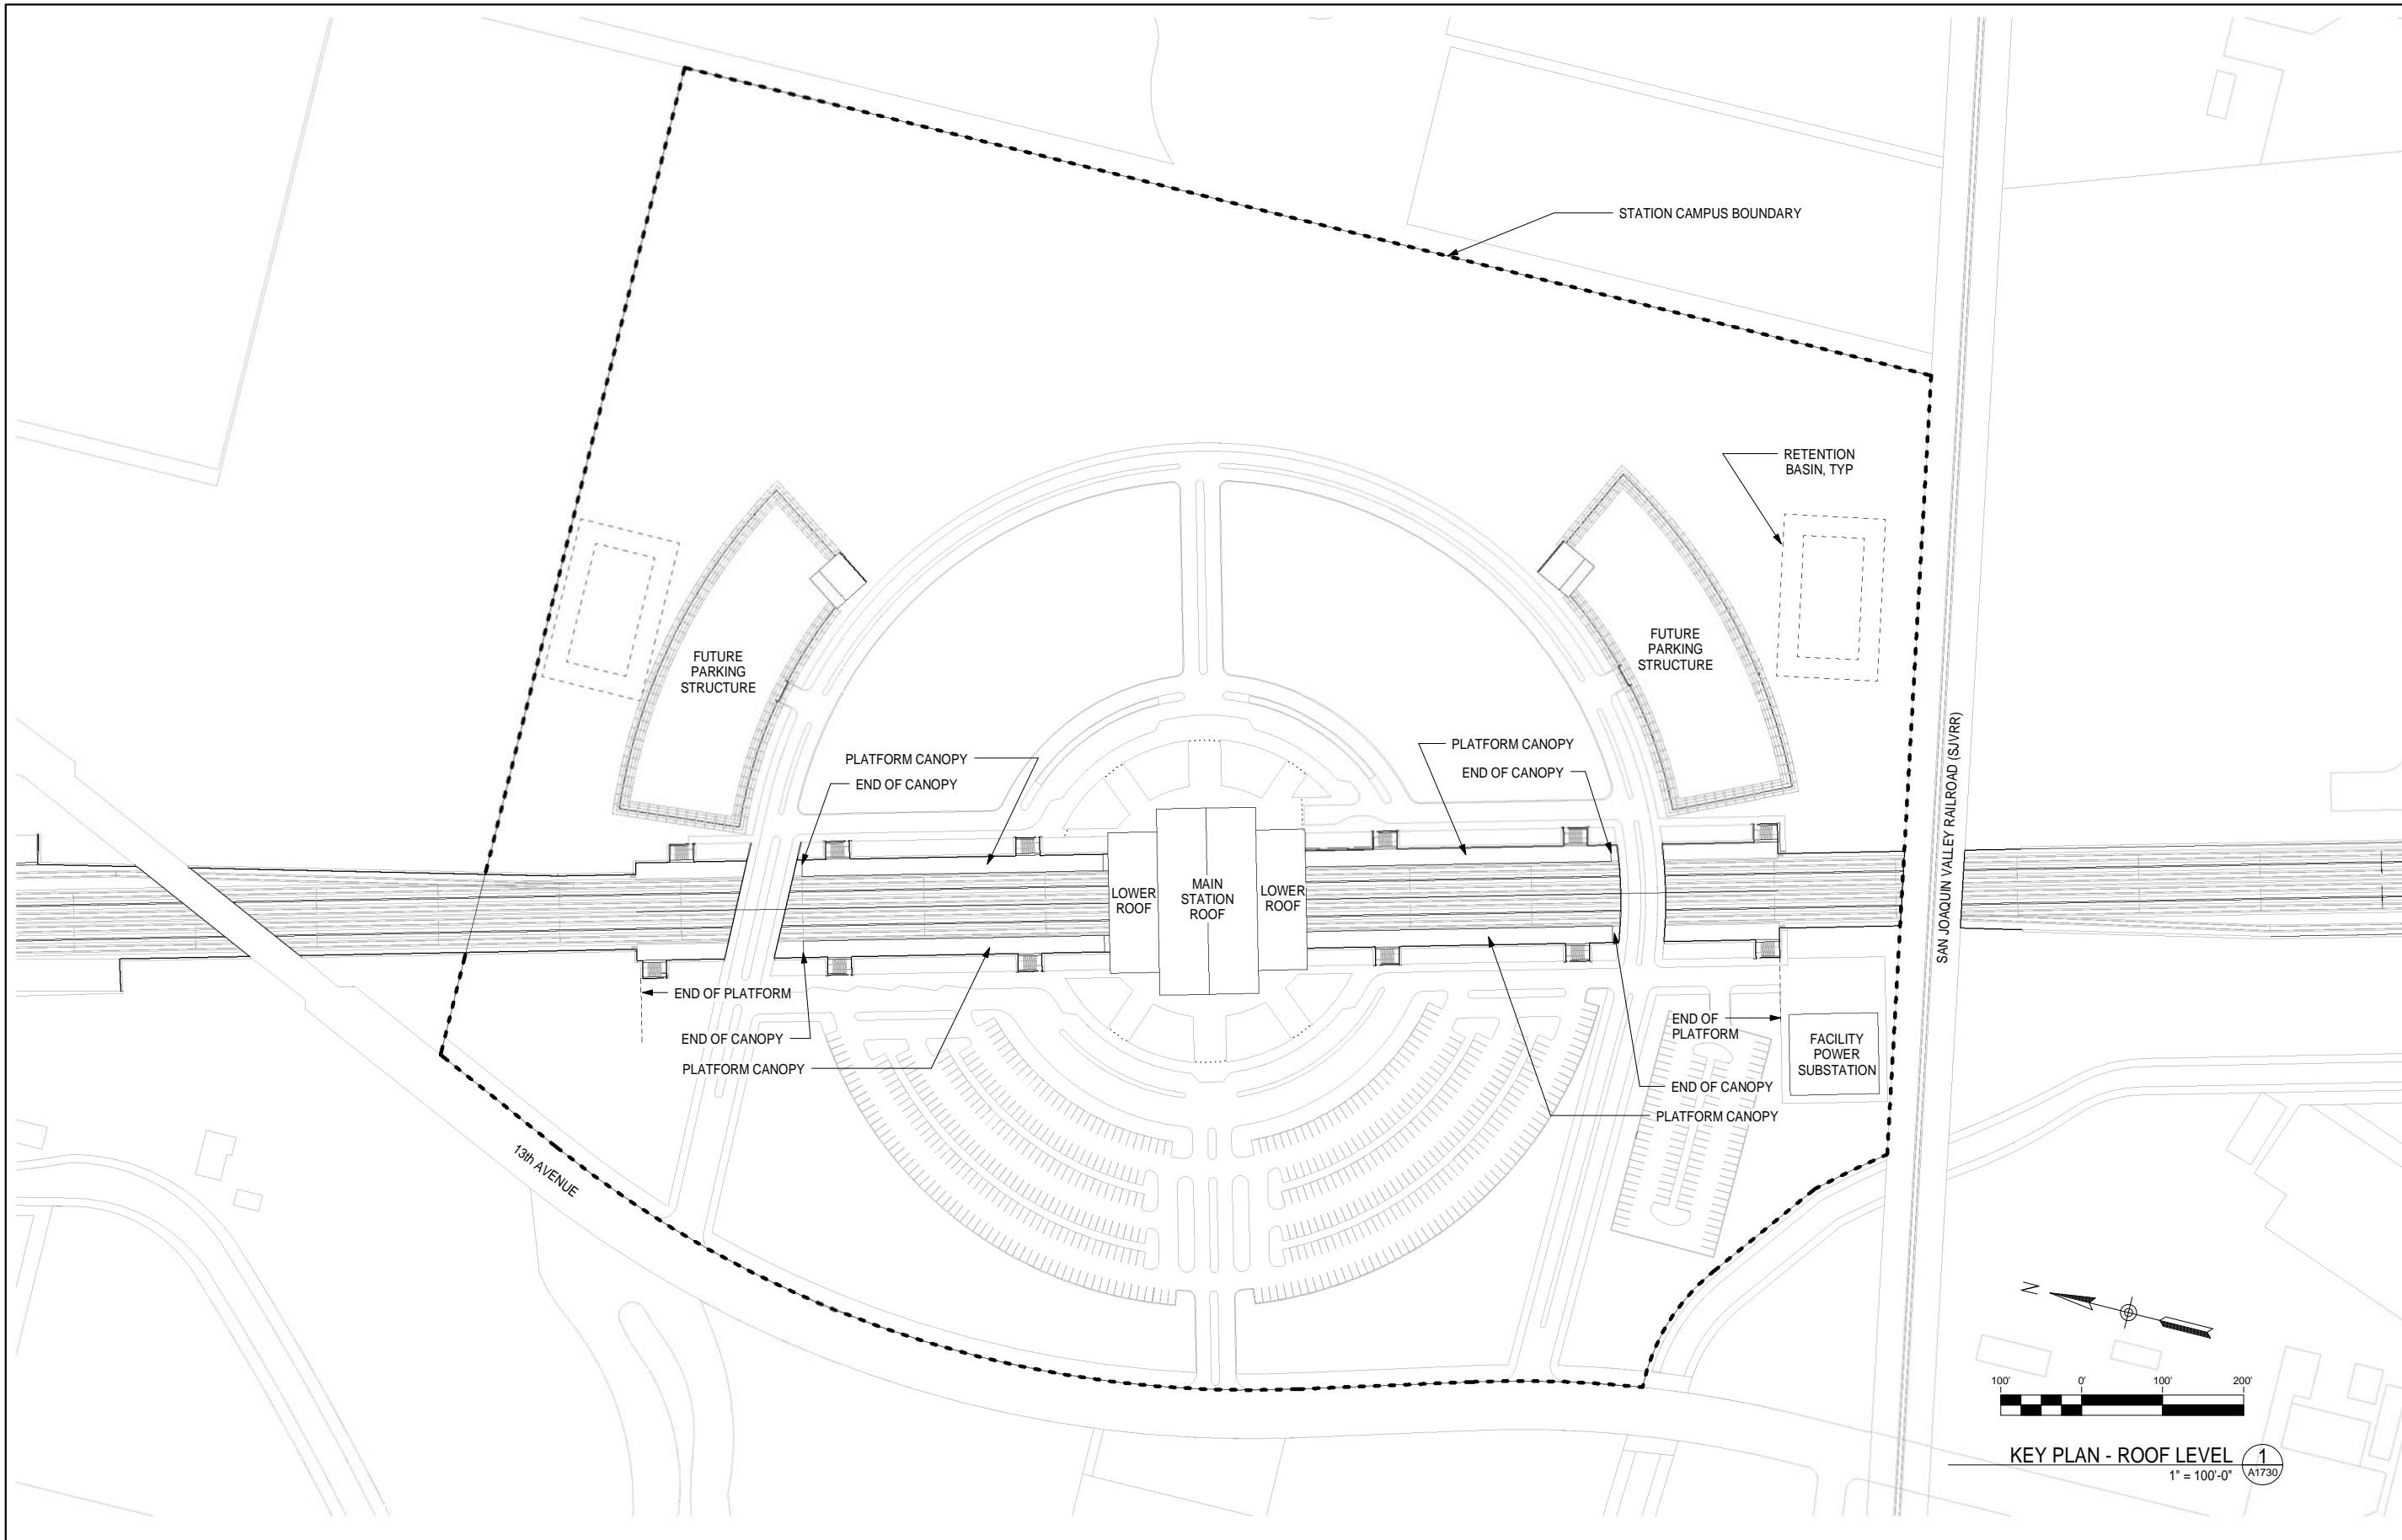 STATION CAMPUS BOUNDARY
RETENTION
BASIN, TYP
FUTURE
PARKING
STRUCTURE
FUTURE
PARKING
STRUCTURE
PLATFORM CANOPY
END OF CANOPY
PLATFORM CANOPY
END OF CANOPY
SAN JOAQUIN VALLEY RAILROAD (SJVRR)
LOWER
ROOF
MAIN
STATION
ROOF
LOWER
ROOF
END OF PLATFORM
END OF CANOPY
PLATFORM CANOPY
END OF
PLATFORM
FACILITY
POWER
SUBSTATION
END OF CANOPY
PLATFORM CANOPY
13th AVENUE
N
100' 0' 100' 200'
KEY PLAN - ROOF LEVEL
1" = 100'-0"
1
A1730